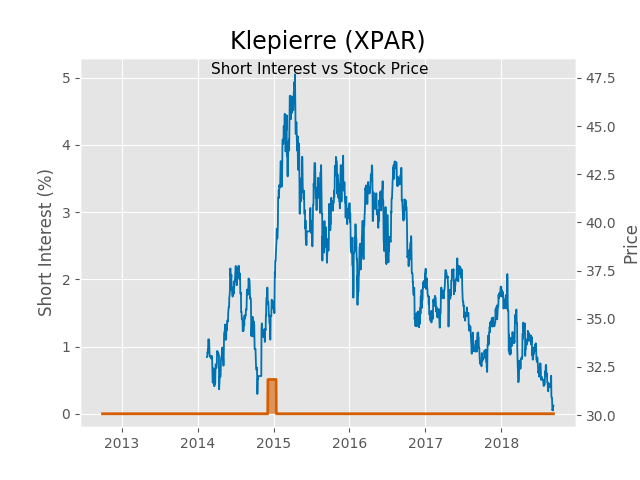 Klepierre (XPAR)
Short Interest vs Stock Price
Short Interest (%)
5
4
3
2
1
0
47.5
45.0
42.5
40.0
37.5
35.0
32.5
30.0
Price
2013 2014 2015 2016 2017 2018